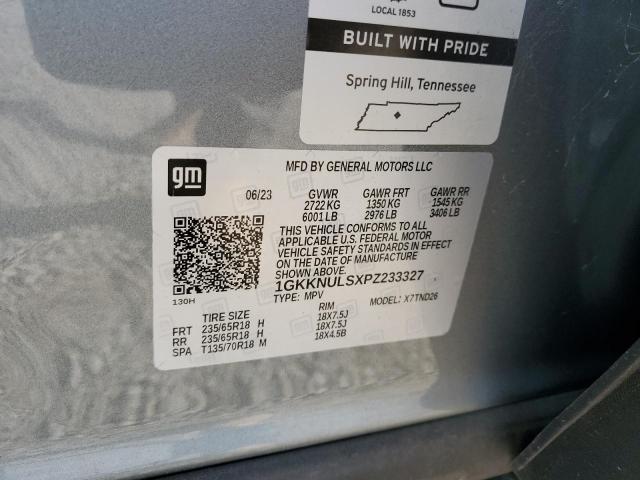 LOCAL 1853
BUILT WITH PRIDE
Spring Hill, Tennessee
gm
MFD BY GENERAL MOTORS LLC
06/23 GVWR GAWR FRT GAWR RR
2722 KG 1350 KG 1545 KG
6001 LB 2976 LB 3406 LB
THIS VEHICLE CONFORMS TO ALL
APPLICABLE U.S. FEDERAL MOTOR
VEHICLE SAFETY STANDARDS IN EFFECT
ON THE DATE OF MANUFACTURE
SHOWN ABOVE.
1GKKNULSXPZ233327
130H
TYPE: MPV MODEL: X7TND26
TIRE SIZE RIM
FRT 235/65R18 H 18X7.5J
RR 235/65R18 H 18X7.5J
SPA T135/70R18 M 18X4.5B